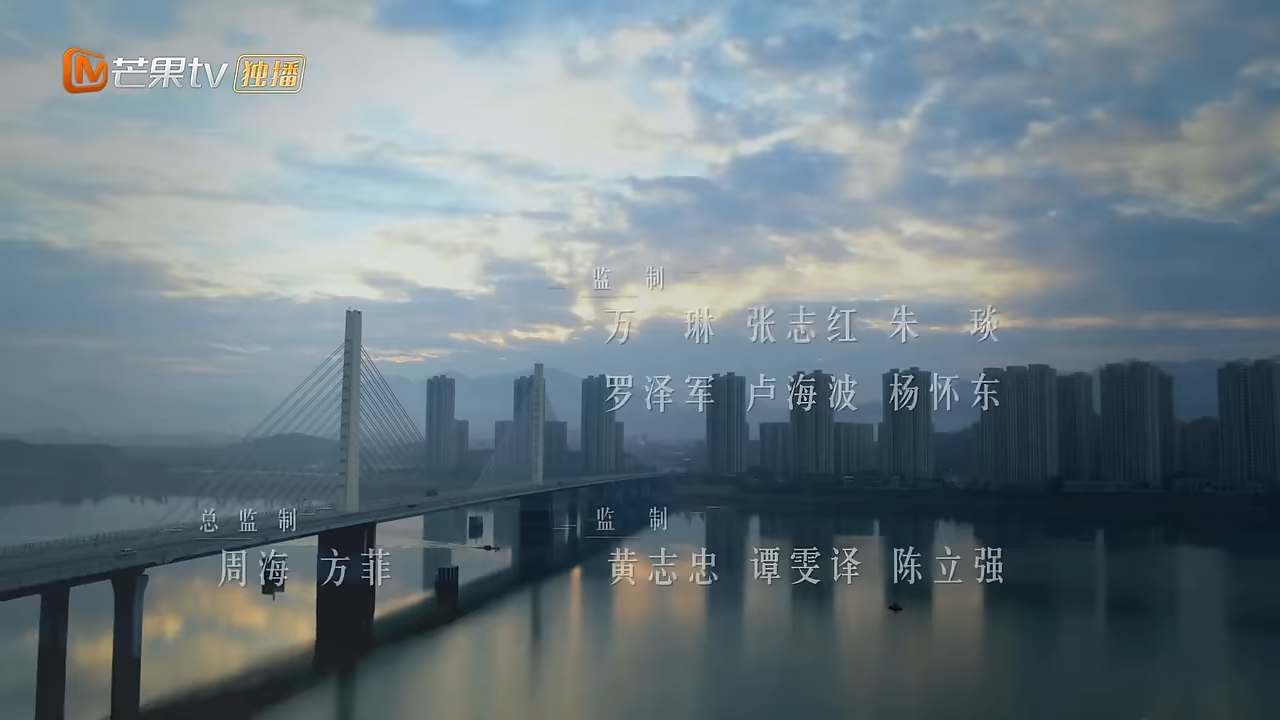 芒果tv 独播
监 制
万 琳 张志红 朱 琰
罗泽军 卢海波 杨怀东
总监制
周海 方菲
监 制
黄志忠 谭雯译 陈立强